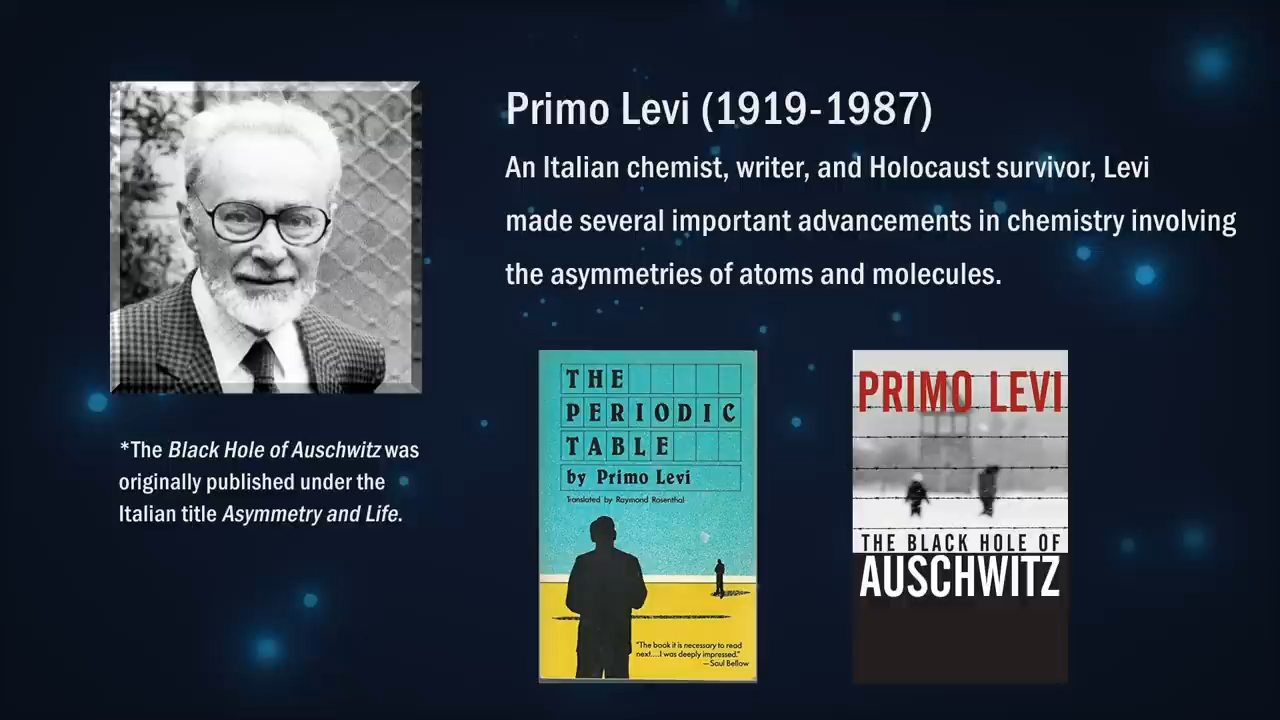 Primo Levi (1919-1987)
An Italian chemist, writer, and Holocaust survivor, Levi
made several important advancements in chemistry involving
the asymmetries of atoms and molecules.
*The Black Hole of Auschwitz was
originally published under the
Italian title Asymmetry and Life.
THE
PERIODIC
TABLE
by Primo Levi
Translated by Raymond Rosenthal
"The book it is necessary to read
next....I was deeply impressed."
—Saul Bellow
PRIMO LEVI
THE BLACK HOLE OF
AUSCHWITZ